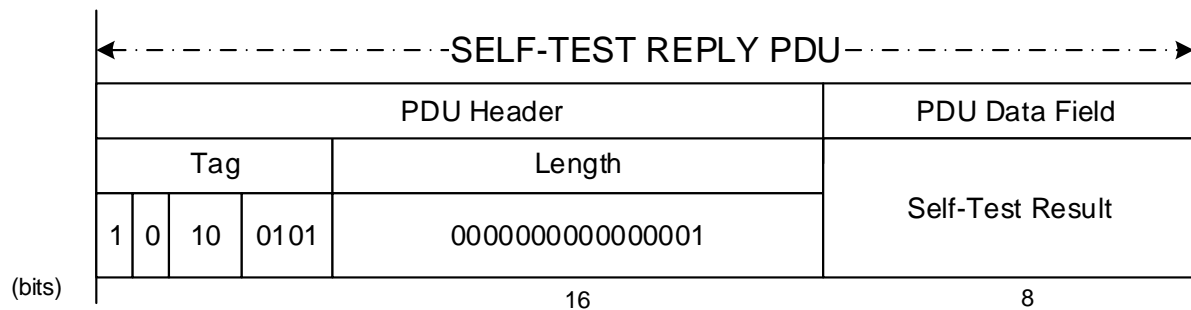 SELF-TEST REPLY PDU
PDU Header PDU Data Field
Tag Length
Self-Test Result
1 0 10 0101 0000000000000001
(bits) 16 8